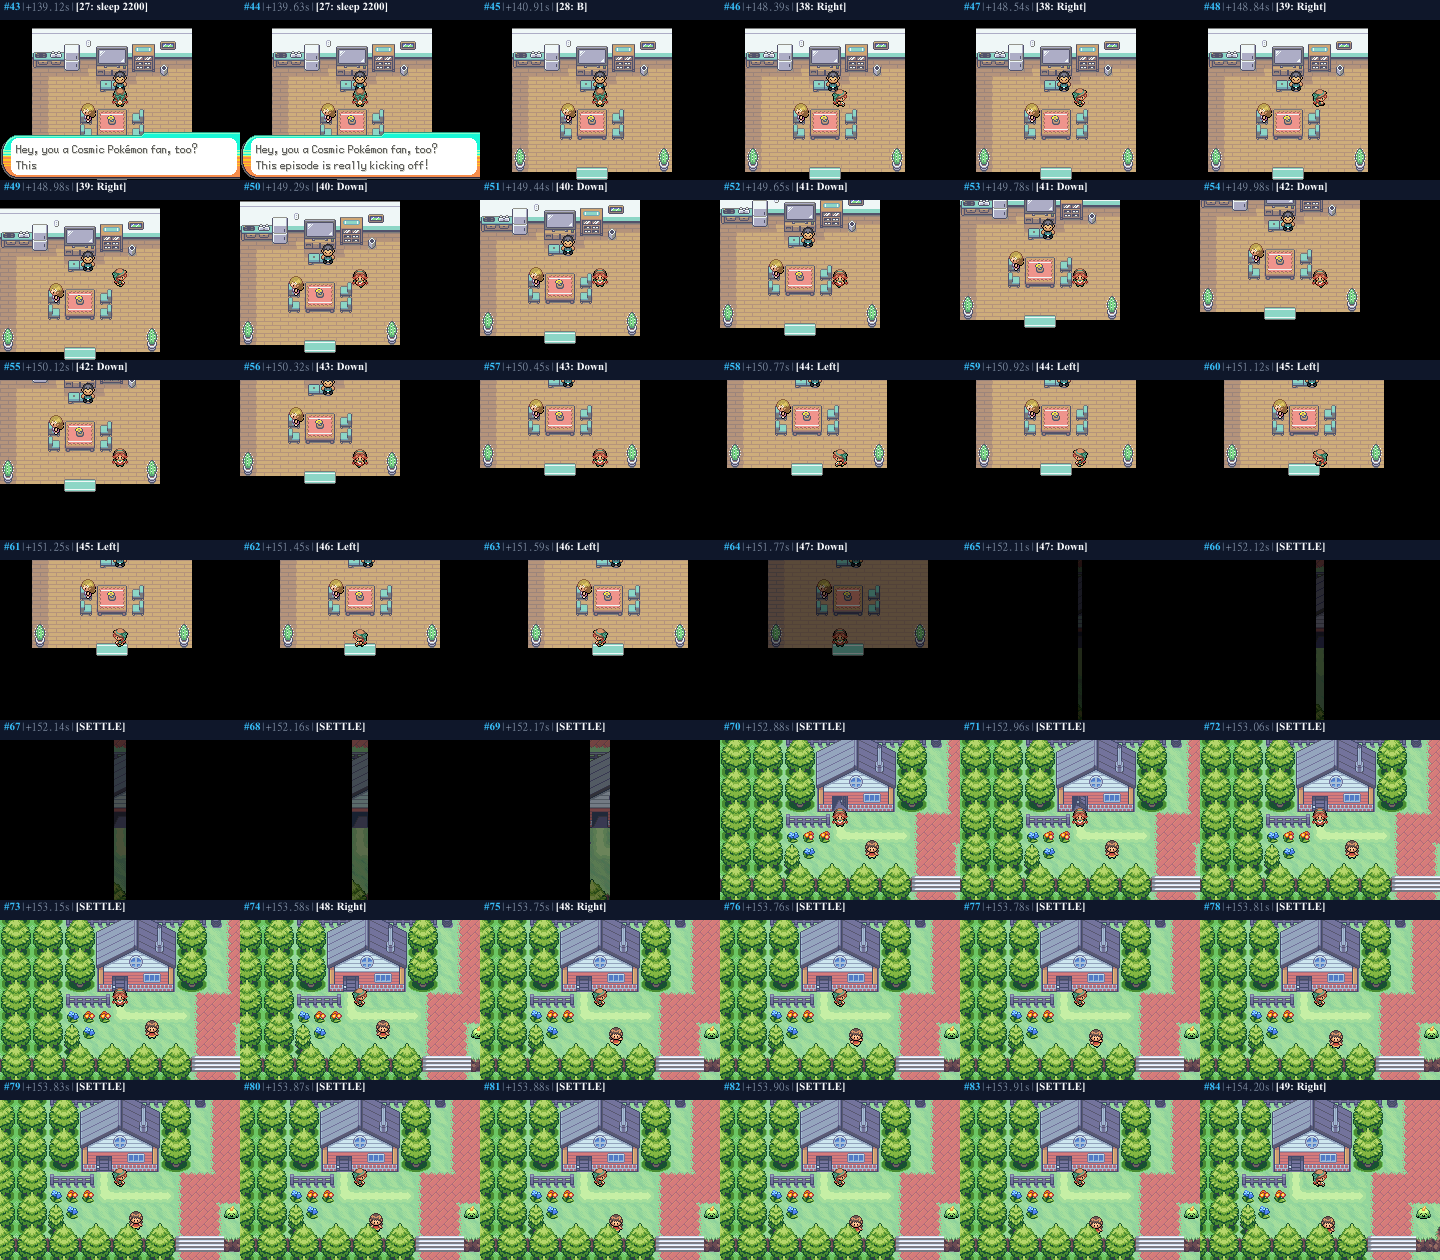 #43|+139.12s|[27: sleep 2200]
#44|+139.63s|[27: sleep 2200]
#45|+140.91s|[28: B]
#46|+148.39s|[38: Right]
#47|+148.54s|[38: Right]
#48|+148.84s|[39: Right]
Hey, you a Cosmic Pokémon fan, too?
This
Hey, you a Cosmic Pokémon fan, too?
This episode is really kicking off!
#49|+148.98s|[39: Right]
#50|+149.29s|[40: Down]
#51|+149.44s|[40: Down]
#52|+149.65s|[41: Down]
#53|+149.78s|[41: Down]
#54|+149.98s|[42: Down]
#55|+150.12s|[42: Down]
#56|+150.32s|[43: Down]
#57|+150.45s|[43: Down]
#58|+150.77s|[44: Left]
#59|+150.92s|[44: Left]
#60|+151.12s|[45: Left]
#61|+151.25s|[45: Left]
#62|+151.45s|[46: Left]
#63|+151.59s|[46: Left]
#64|+151.77s|[47: Down]
#65|+152.11s|[47: Down]
#66|+152.12s|[SETTLE]
#67|+152.14s|[SETTLE]
#68|+152.16s|[SETTLE]
#69|+152.17s|[SETTLE]
#70|+152.88s|[SETTLE]
#71|+152.96s|[SETTLE]
#72|+153.06s|[SETTLE]
#73|+153.15s|[SETTLE]
#74|+153.58s|[48: Right]
#75|+153.75s|[48: Right]
#76|+153.76s|[SETTLE]
#77|+153.78s|[SETTLE]
#78|+153.81s|[SETTLE]
#79|+153.83s|[SETTLE]
#80|+153.87s|[SETTLE]
#81|+153.88s|[SETTLE]
#82|+153.90s|[SETTLE]
#83|+153.91s|[SETTLE]
#84|+154.20s|[49: Right]